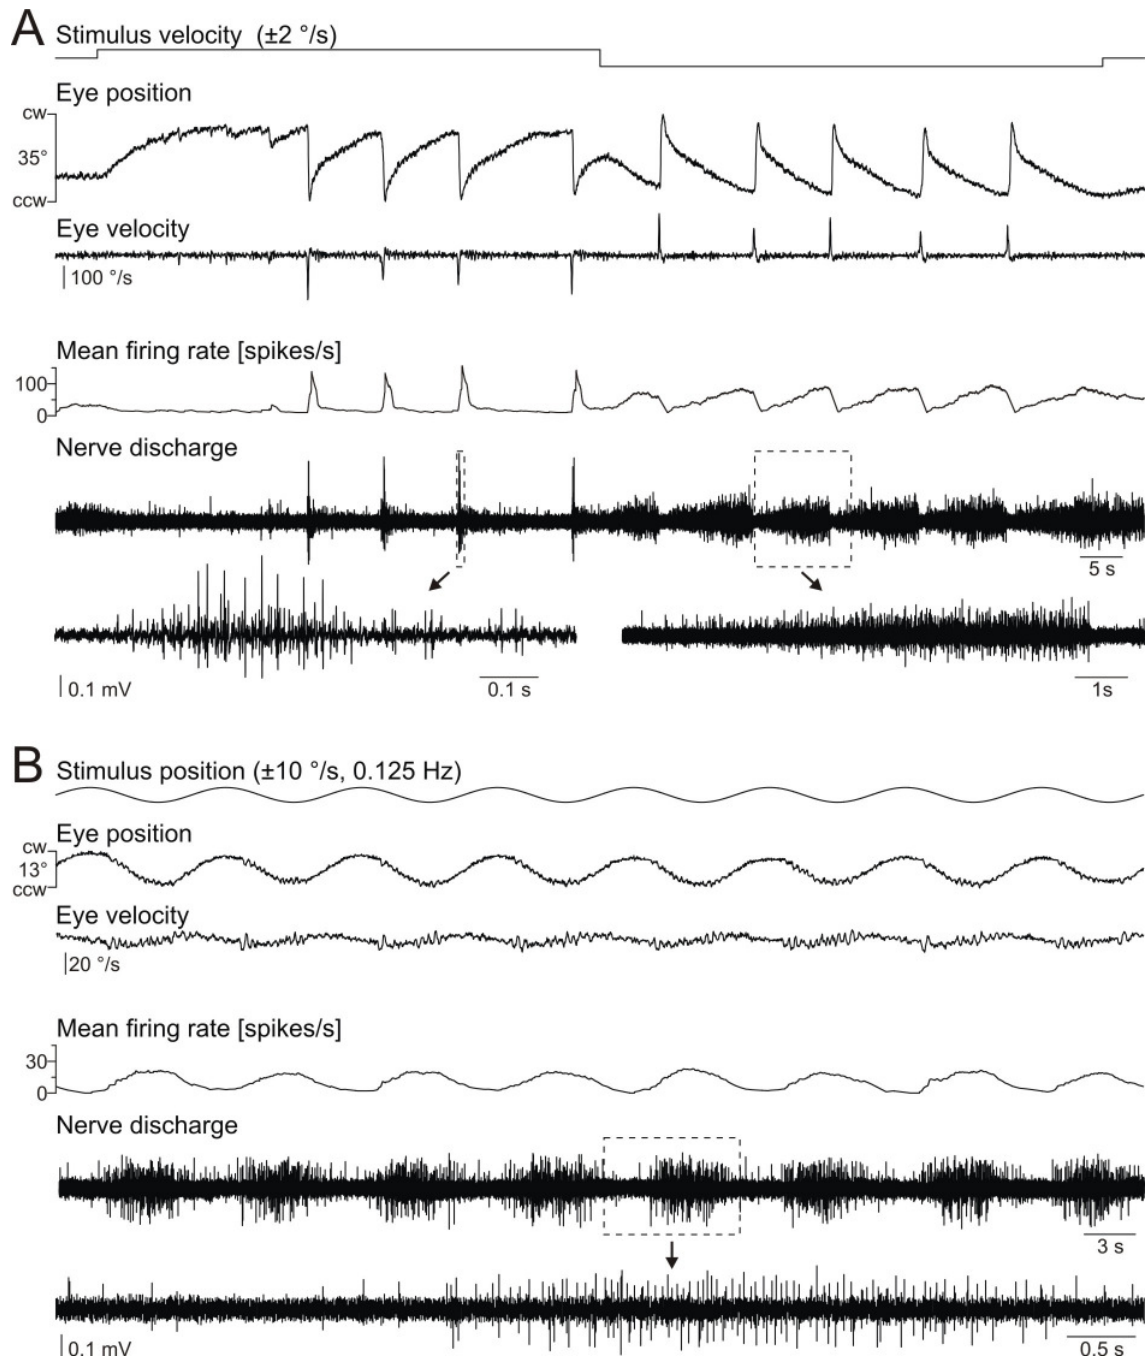 A
Stimulus velocity (±2 °/s)
Eye position
CW
35°
CCW
Eye velocity
100 °/s
Mean firing rate [spikes/s]
100
0
Nerve discharge
5 s
0.1 mV
0.1 s
1s
B
Stimulus position (±10 °/s, 0.125 Hz)
Eye position
CW
13°
CCW
Eye velocity
20 °/s
Mean firing rate [spikes/s]
30
0
Nerve discharge
3 s
0.1 mV
0.5 s